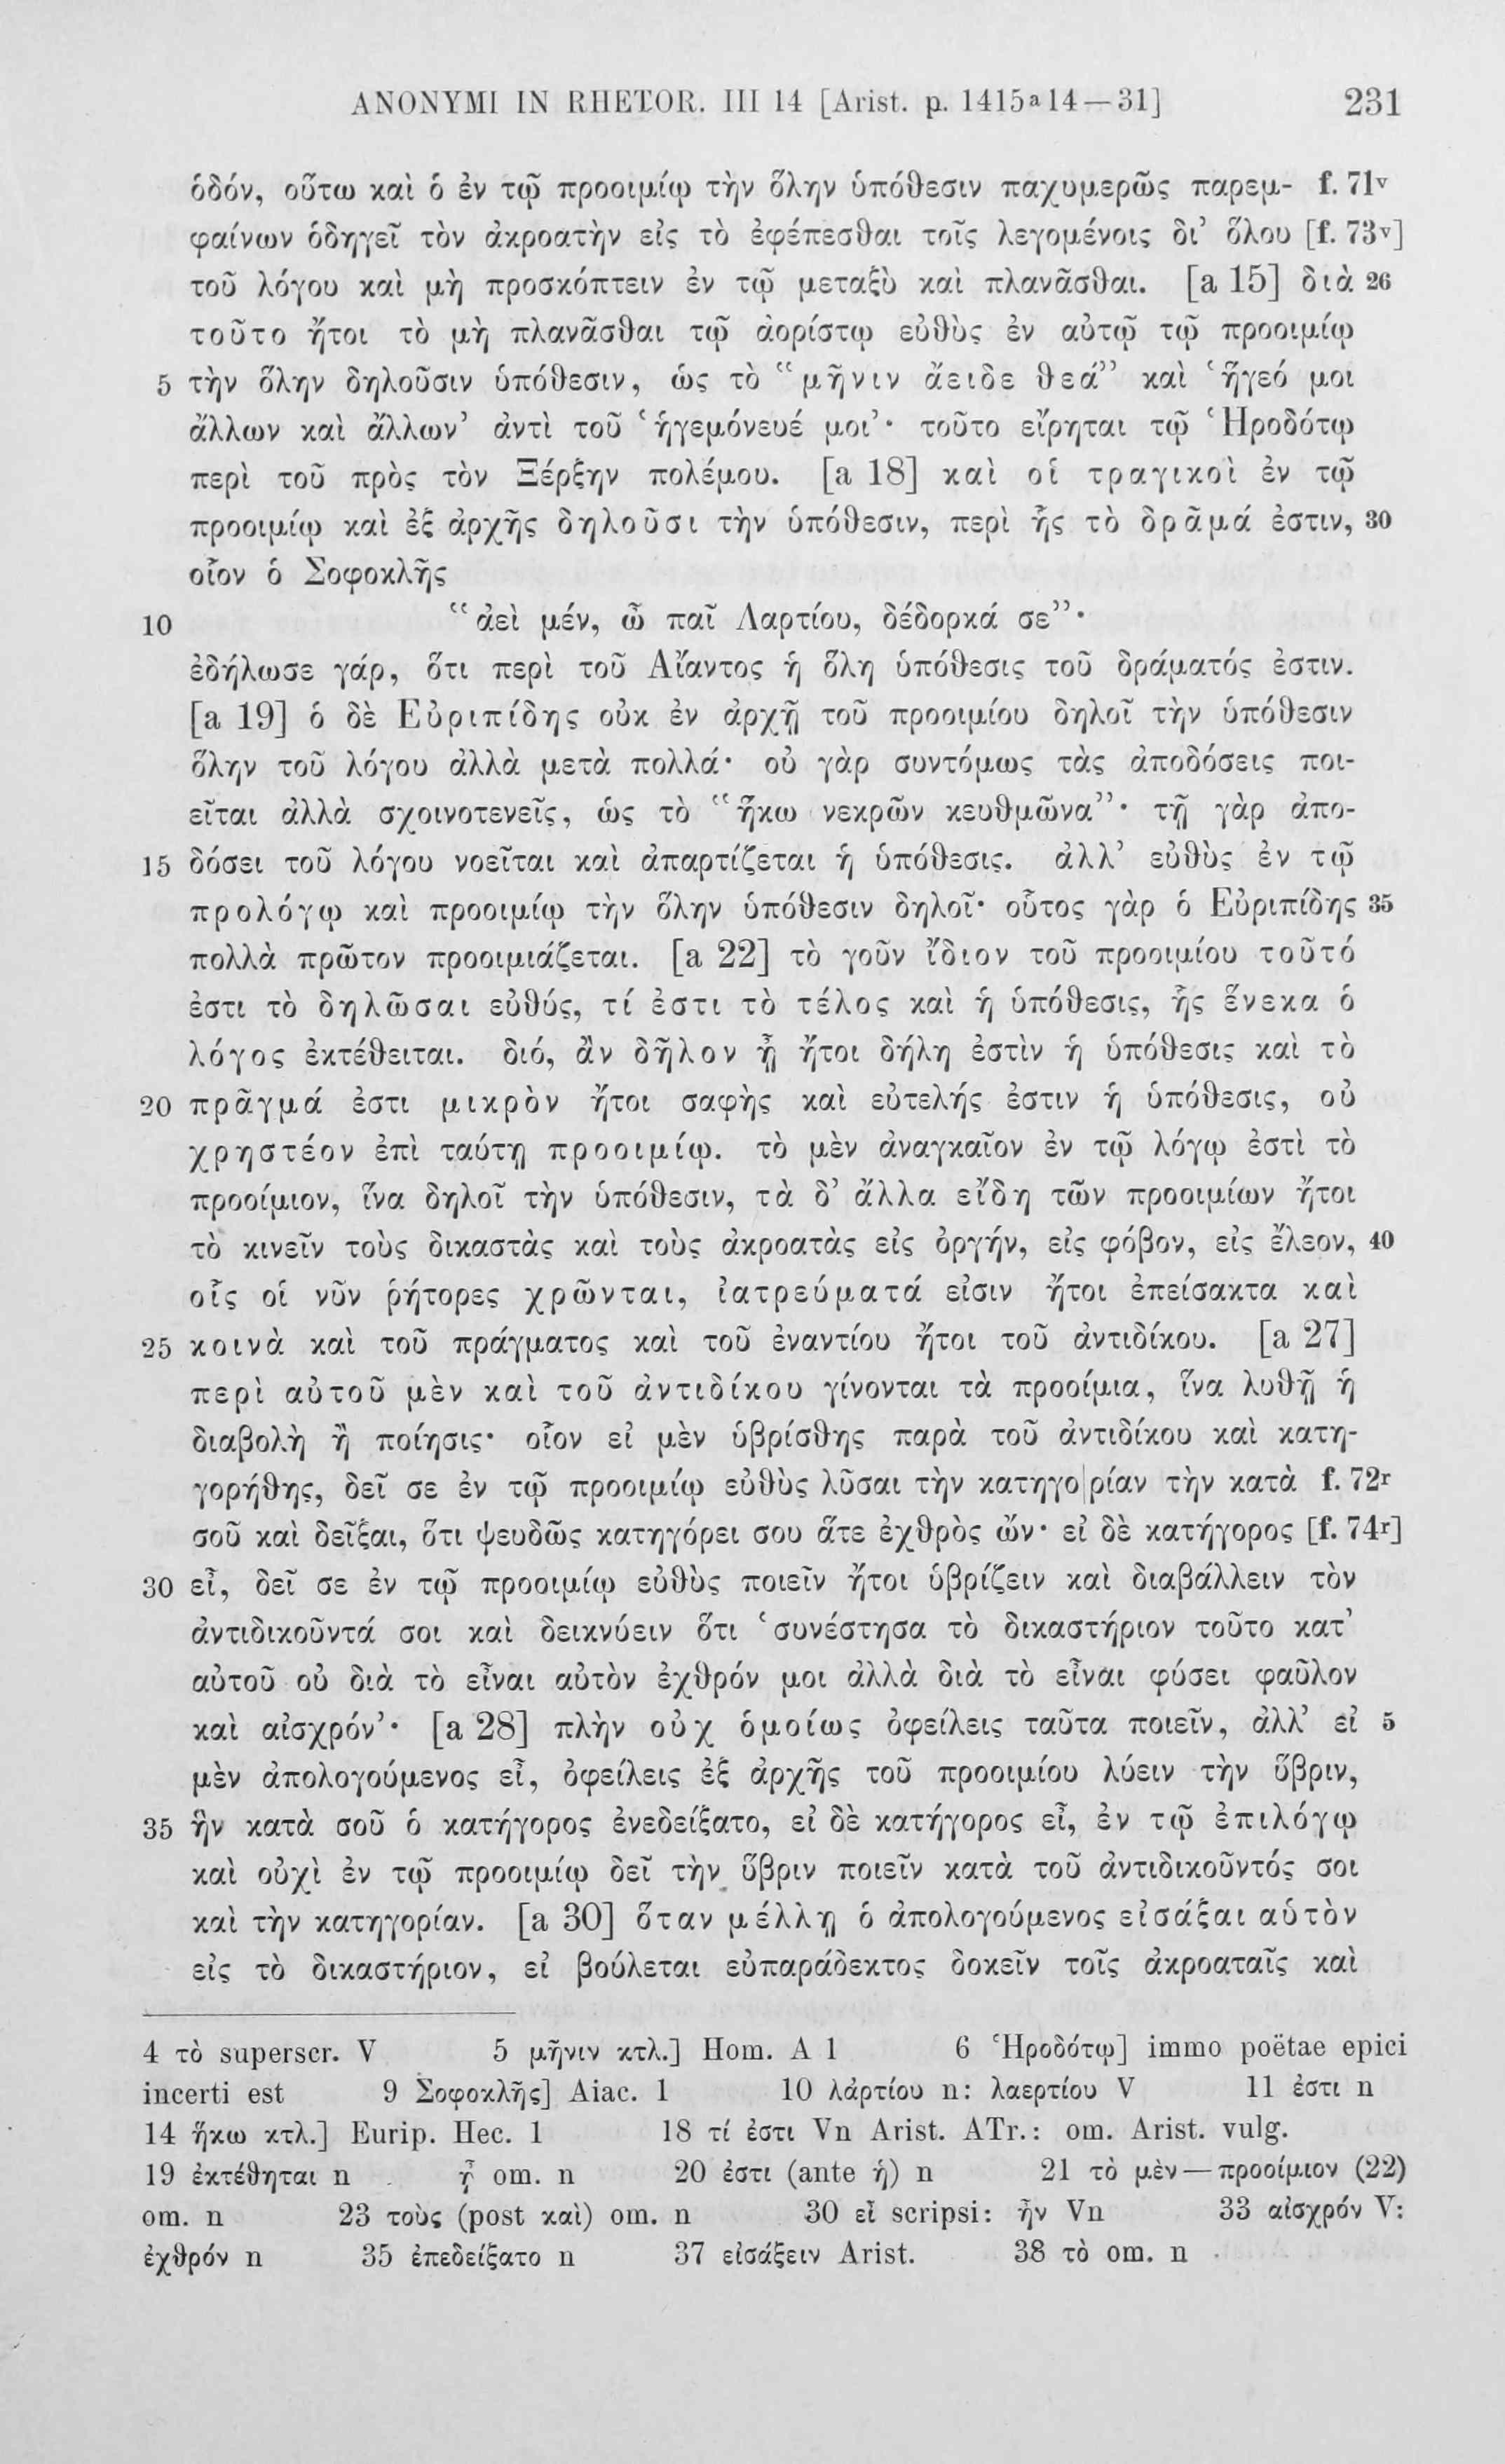 ANONYMI IN RHETOR. III 14 [Arist. p. 1415ᵃ14—31] 231
ὁδόν, οὕτω καὶ ὁ ἐν τῷ προοιμίῳ τὴν ὅλην ὑπόθεσιν παχυμερῶς παρεμ- f. 71ᵛ
φαίνων ὁδηγεῖ τὸν ἀκροατὴν εἰς τὸ ἐφέπεσθαι τοῖς λεγομένοις δι’ ὅλου [f. 73ᵛ]
τοῦ λόγου καὶ μὴ προσκόπτειν ἐν τῷ μεταξὺ καὶ πλανᾶσθαι. [a 15] διὰ 26
τοῦτο ἤτοι τὸ μὴ πλανᾶσθαι τῷ ἀορίστῳ εὐθὺς ἐν αὐτῷ τῷ προοιμίῳ
5 τὴν ὅλην δηλοῦσιν ὑπόθεσιν, ὡς τὸ “μῆνιν ἄειδε θεά” καὶ ‘ἥγεό μοι
ἄλλων καὶ ἄλλων’ ἀντὶ τοῦ ‘ἡγεμόνευέ μοι’· τοῦτο εἴρηται τῷ Ἡροδότῳ
περὶ τοῦ πρὸς τὸν Ξέρξην πολέμου. [a 18] καὶ οἱ τραγικοὶ ἐν τῷ
προοιμίῳ καὶ ἐξ ἀρχῆς δηλοῦσι τὴν ὑπόθεσιν, περὶ ἧς τὸ δρᾶμά ἐστιν, 30
οἷον ὁ Σοφοκλῆς
10 “ἀεὶ μέν, ὦ παῖ Λαρτίου, δέδορκά σε”·
ἐδήλωσε γάρ, ὅτι περὶ τοῦ Αἴαντος ἡ ὅλη ὑπόθεσις τοῦ δράματός ἐστιν.
[a 19] ὁ δὲ Εὐριπίδης οὐκ ἐν ἀρχῇ τοῦ προοιμίου δηλοῖ τὴν ὑπόθεσιν
ὅλην τοῦ λόγου ἀλλὰ μετὰ πολλά· οὐ γὰρ συντόμως τὰς ἀποδόσεις ποι-
εῖται ἀλλὰ σχοινοτενεῖς, ὡς τὸ “ἥκω νεκρῶν κευθμῶνα”· τῇ γὰρ ἀπο-
15 δόσει τοῦ λόγου νοεῖται καὶ ἀπαρτίζεται ἡ ὑπόθεσις. ἀλλ’ εὐθὺς ἐν τῷ
προλόγῳ καὶ προοιμίῳ τὴν ὅλην ὑπόθεσιν δηλοῖ· οὗτος γὰρ ὁ Εὐριπίδης 35
πολλὰ πρῶτον προοιμιάζεται. [a 22] τὸ γοῦν ἴδιον τοῦ προοιμίου τοῦτό
ἐστι τὸ δηλῶσαι εὐθύς, τί ἐστι τὸ τέλος καὶ ἡ ὑπόθεσις, ἧς ἕνεκα ὁ
λόγος ἐκτέθειται. διό, ἂν δῆλον ᾖ ἤτοι δήλη ἐστὶν ἡ ὑπόθεσις καὶ τὸ
20 πρᾶγμά ἐστι μικρὸν ἤτοι σαφὴς καὶ εὐτελής ἐστιν ἡ ὑπόθεσις, οὐ
χρηστέον ἐπὶ ταύτῃ προοιμίῳ. τὸ μὲν ἀναγκαῖον ἐν τῷ λόγῳ ἐστὶ τὸ
προοίμιον, ἵνα δηλοῖ τὴν ὑπόθεσιν, τὰ δ’ ἄλλα εἴδη τῶν προοιμίων ἤτοι
τὸ κινεῖν τοὺς δικαστὰς καὶ τοὺς ἀκροατὰς εἰς ὀργήν, εἰς φόβον, εἰς ἔλεον, 40
οἷς οἱ νῦν ῥήτορες χρῶνται, ἰατρεύματά εἰσιν ἤτοι ἐπείσακτα καὶ
25 κοινὰ καὶ τοῦ πράγματος καὶ τοῦ ἐναντίου ἤτοι τοῦ ἀντιδίκου. [a 27]
περὶ αὐτοῦ μὲν καὶ τοῦ ἀντιδίκου γίνονται τὰ προοίμια, ἵνα λυθῇ ἡ
διαβολὴ ἢ ποίησις· οἷον εἰ μὲν ὑβρίσθης παρὰ τοῦ ἀντιδίκου καὶ κατη-
γορήθης, δεῖ σε ἐν τῷ προοιμίῳ εὐθὺς λῦσαι τὴν κατηγο|ρίαν τὴν κατὰ f. 72ʳ
σοῦ καὶ δεῖξαι, ὅτι ψευδῶς κατηγόρει σου ἅτε ἐχθρὸς ὤν· εἰ δὲ κατήγορος [f. 74ʳ]
30 εἶ, δεῖ σε ἐν τῷ προοιμίῳ εὐθὺς ποιεῖν ἤτοι ὑβρίζειν καὶ διαβάλλειν τὸν
ἀντιδικοῦντά σοι καὶ δεικνύειν ὅτι ‘συνέστησα τὸ δικαστήριον τοῦτο κατ’
αὐτοῦ οὐ διὰ τὸ εἶναι αὐτὸν ἐχθρόν μοι ἀλλὰ διὰ τὸ εἶναι φύσει φαῦλον
καὶ αἰσχρόν’· [a 28] πλὴν οὐχ ὁμοίως ὀφείλεις ταῦτα ποιεῖν, ἀλλ’ εἰ 5
μὲν ἀπολογούμενος εἶ, ὀφείλεις ἐξ ἀρχῆς τοῦ προοιμίου λύειν τὴν ὕβριν,
35 ἣν κατὰ σοῦ ὁ κατήγορος ἐνεδείξατο, εἰ δὲ κατήγορος εἶ, ἐν τῷ ἐπιλόγῳ
καὶ οὐχὶ ἐν τῷ προοιμίῳ δεῖ τὴν ὕβριν ποιεῖν κατὰ τοῦ ἀντιδικοῦντός σοι
καὶ τὴν κατηγορίαν. [a 30] ὅταν μέλλῃ ὁ ἀπολογούμενος εἰσάξαι αὑτὸν
εἰς τὸ δικαστήριον, εἰ βούλεται εὐπαράδεκτος δοκεῖν τοῖς ἀκροαταῖς καὶ
4 τὸ superscr. V 5 μῆνιν κτλ.] Hom. A 1 6 Ἡροδότῳ] immo poëtae epici
incerti est 9 Σοφοκλῆς] Aiac. 1 10 λἀρτίου n: λαερτίου V 11 ἐστι n
14 ἥκω κτλ.] Eurip. Hec. 1 18 τί ἐστι Vn Arist. ATr.: om. Arist. vulg.
19 ἐκτέθηται n ᾖ om. n 20 ἐστι (ante ἡ) n 21 τὸ μὲν—προοίμιον (22)
om. n 23 τοὺς (post καὶ) om. n 30 εἶ scripsi: ἦν Vn 33 αἰσχρόν V:
ἐχθρόν n 35 ἐπεδείξατο n 37 εἰσάξειν Arist. 38 τὸ om. n